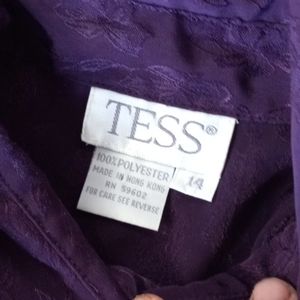 TESS®
14
100% POLYESTER
MADE IN HONG KONG
RN 59602
FOR CARE SEE REVERSE